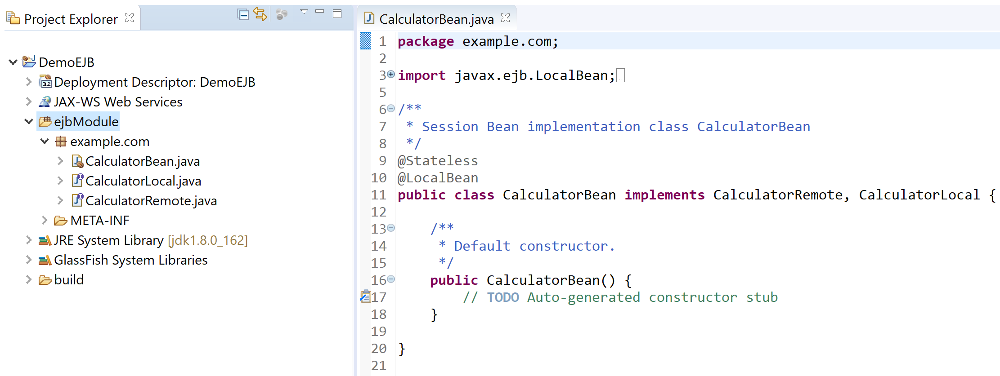 Project Explorer
DemoEJB
Deployment Descriptor: DemoEJB
JAX-WS Web Services
ejbModule
example.com
CalculatorBean.java
CalculatorLocal.java
CalculatorRemote.java
META-INF
JRE System Library [jdk1.8.0_162]
GlassFish System Libraries
build
CalculatorBean.java
1 package example.com;
2
3 import javax.ejb.LocalBean;
5
6 /**
7  * Session Bean implementation class CalculatorBean
8  */
9 @Stateless
10 @LocalBean
11 public class CalculatorBean implements CalculatorRemote, CalculatorLocal {
12
13     /**
14      * Default constructor.
15      */
16     public CalculatorBean() {
17         // TODO Auto-generated constructor stub
18     }
19
20 }
21